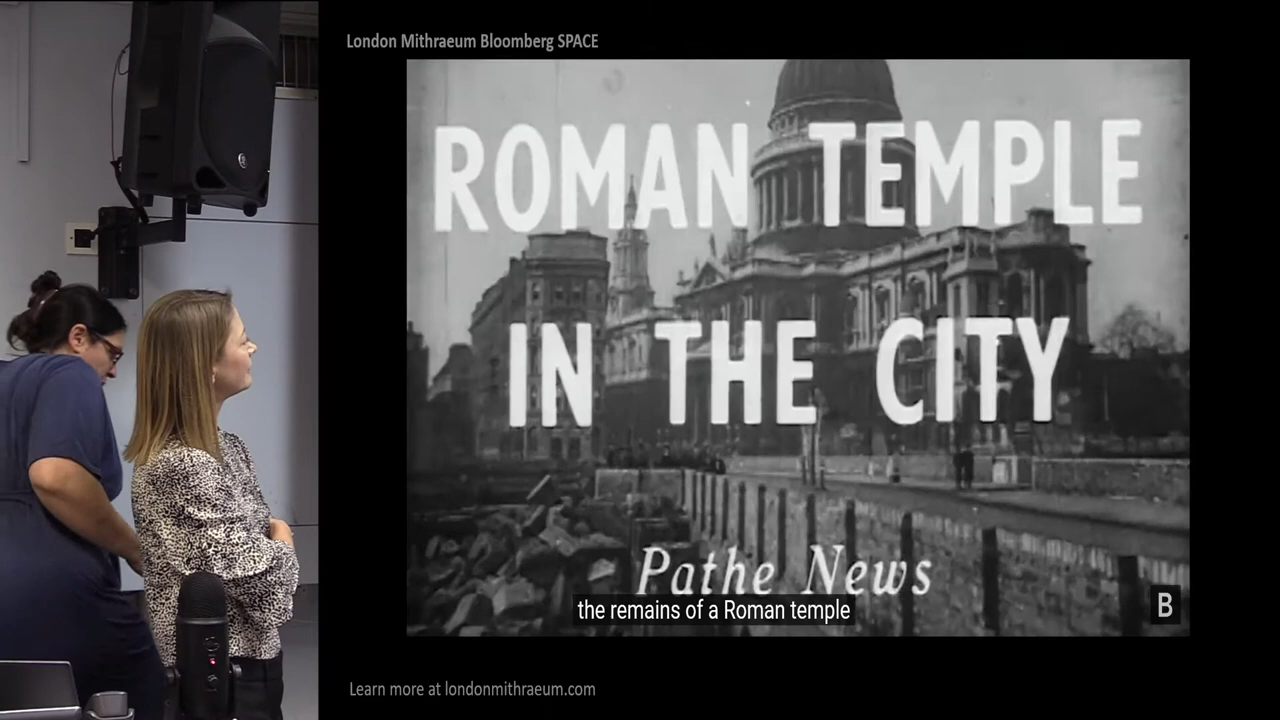 London Mithraeum Bloomberg SPACE
ROMAN TEMPLE
IN THE CITY
Pathe News
the remains of a Roman temple
B
Learn more at londonmithraeum.com